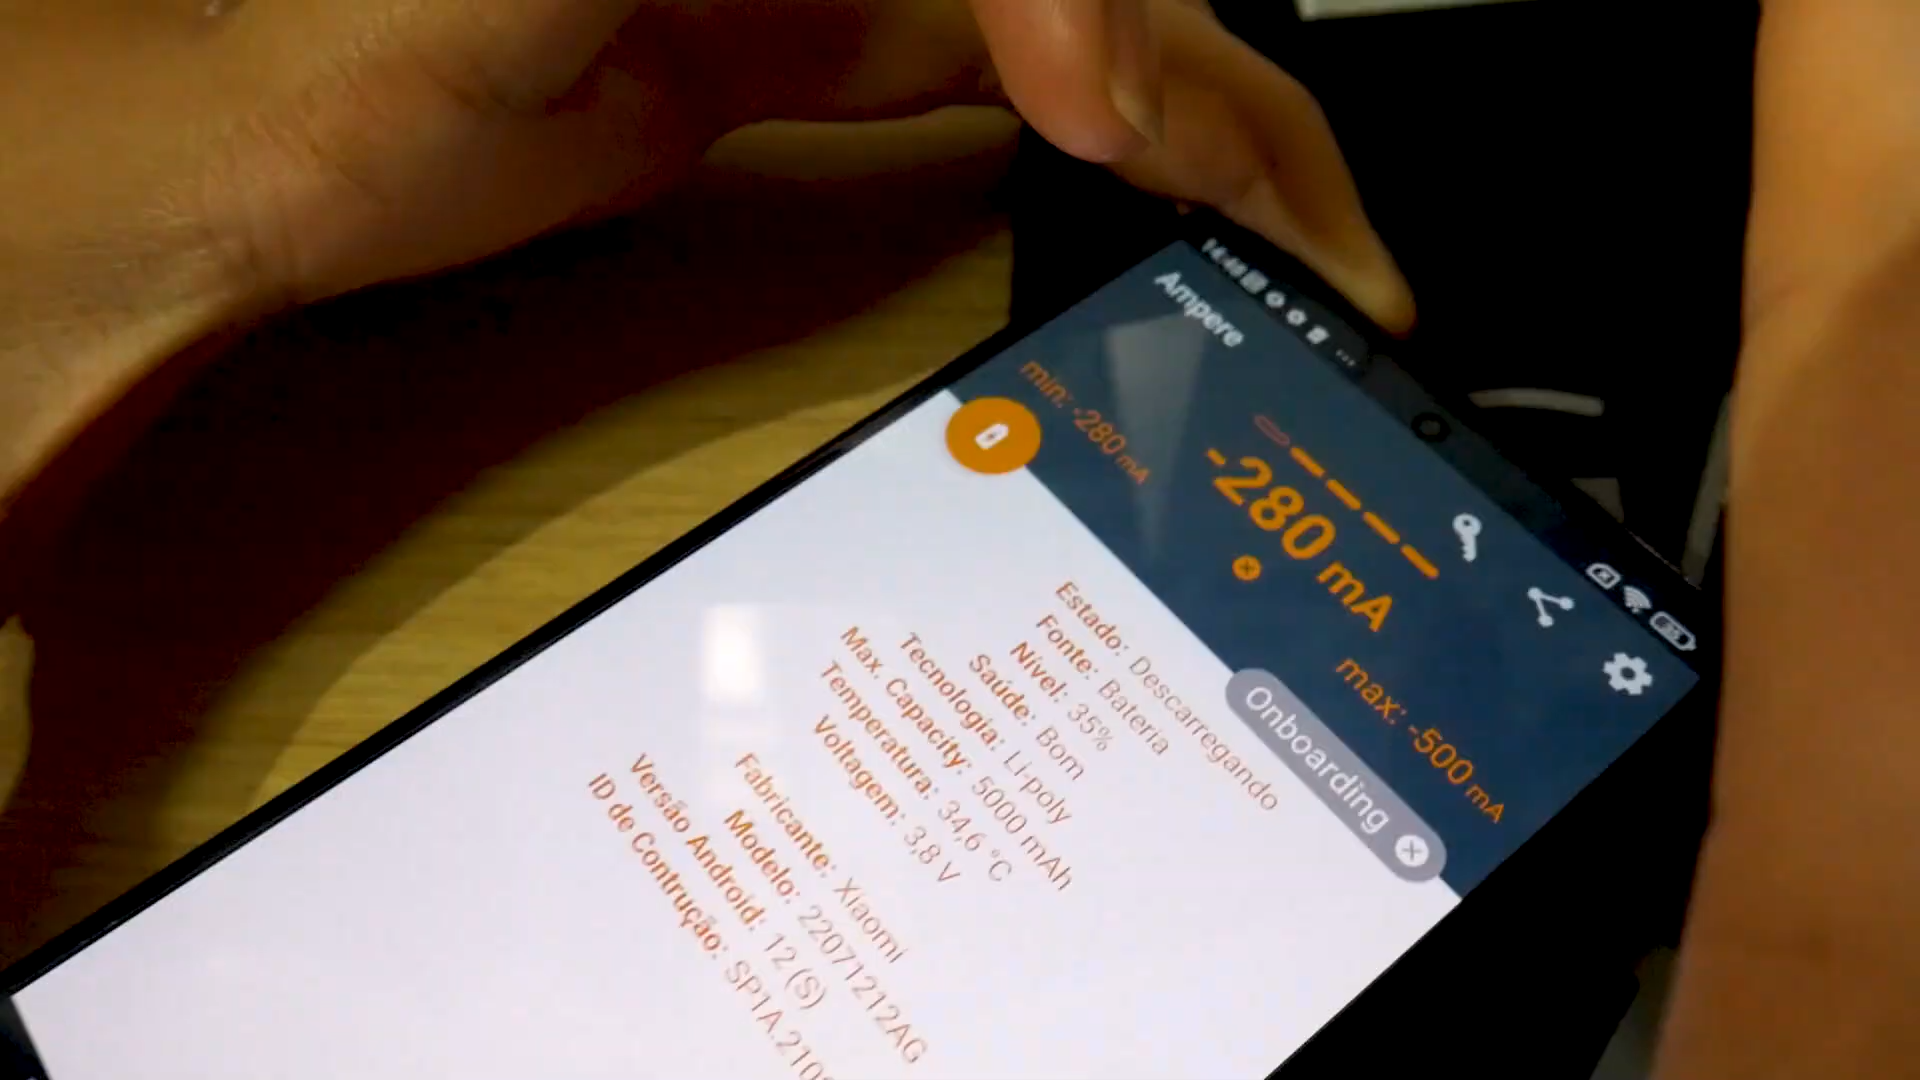 Ampere
-280 mA
min: -280 mA
max: -500 mA
Onboarding
Estado: Descarregando
Fonte: Bateria
Nível: 35%
Saúde: Bom
Tecnologia: Li-poly
Max. Capacity: 5000 mAh
Temperatura: 34,6 °C
Voltagem: 3,8 V
Fabricante: Xiaomi
Modelo: 22071212AG
Versão Android: 12 (S)
ID de Contrução: SP1A.210